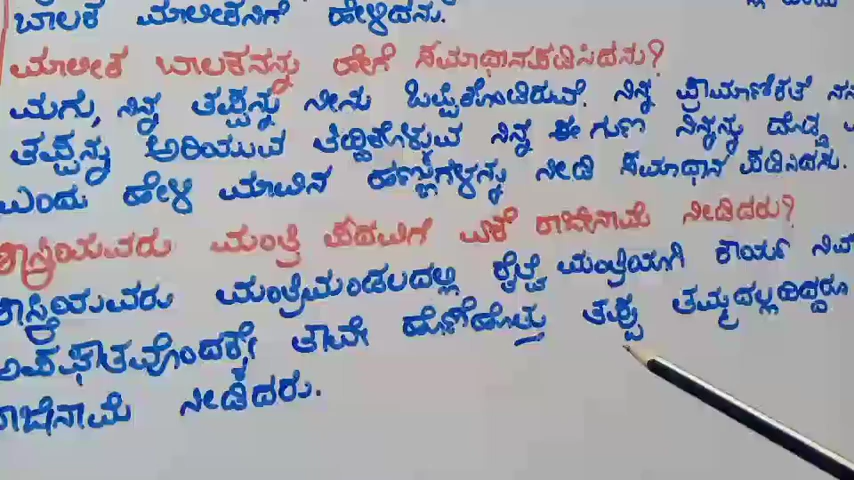 ಬಾಲಕ ಮಾಲೀಕನಿಗೆ ಹೇಳಿದನು.
ಮಾಲೀಕ ಬಾಲಕನನ್ನು ಹೇಗೆ ಸಮಾಧಾನಪಡಿಸಿದನು?
ಮಗು, ನಿನ್ನ ತಪ್ಪನ್ನು ನೀನು ಒಪ್ಪಿಕೊಂಡಿರುವೆ. ನಿನ್ನ ಪ್ರಾಮಾಣಿಕತೆ
ತಪ್ಪನ್ನು ಅರಿಯುವ ತಿದ್ದಿಕೊಳ್ಳುವ ನಿನ್ನ ಈ ಗುಣ ನಿನ್ನನ್ನು ದೊಡ್ಡ
ಎಂದು ಹೇಳಿ ಮಾವಿನ ಹಣ್ಣುಗಳನ್ನು ನೀಡಿ ಸಮಾಧಾನ ಪಡಿಸಿದನು.
ಶಾಸ್ತ್ರಿಯವರು ಮಂತ್ರಿ ಪದವಿಗೆ ಏಕೆ ರಾಜೀನಾಮೆ ನೀಡಿದರು?
ಶಾಸ್ತ್ರಿಯವರು ಮಂತ್ರಿಮಂಡಲದಲ್ಲಿ ರೈಲ್ವೆ ಮಂತ್ರಿಯಾಗಿ ಕಾರ್ಯ
ಅಪಘಾತವೊಂದಕ್ಕೇ ತಾವೇ ಹೊಣೆಹೊತ್ತು ತಪ್ಪು ತಮ್ಮದಲ್ಲದಿದ್ದರೂ
ರಾಜೀನಾಮೆ ನೀಡಿದರು.